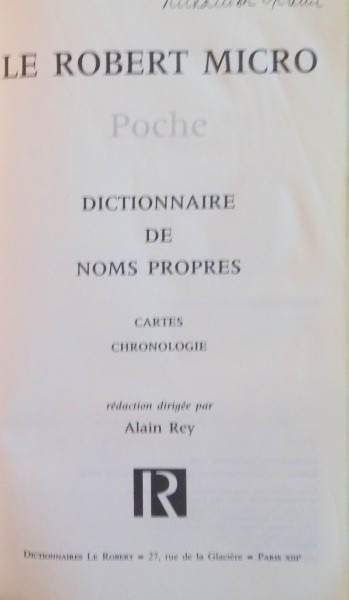 LE ROBERT MICRO
Poche
DICTIONNAIRE
DE
NOMS PROPRES
CARTES
CHRONOLOGIE
rédaction dirigée par
Alain Rey
R
DICTIONNAIRES LE ROBERT – 27, rue de la Glacière – PARIS XIIIe